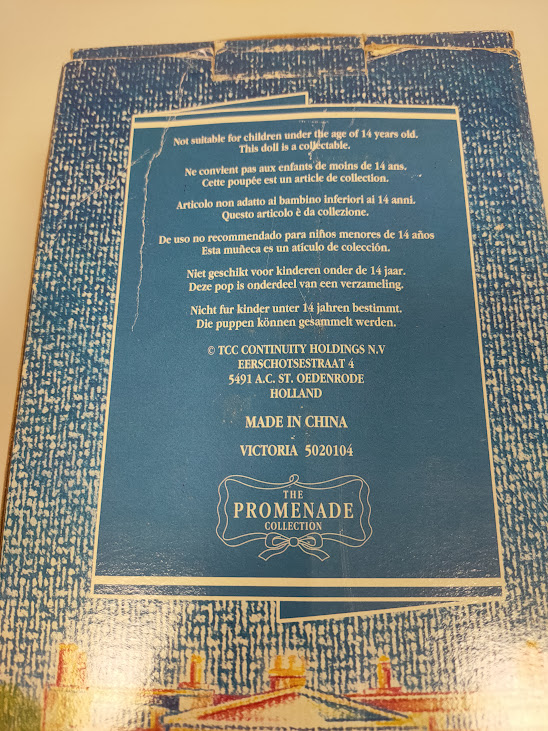 Not suitable for children under the age of 14 years old.
This doll is a collectable.
Ne convient pas aux enfants de moins de 14 ans.
Cette poupée est un article de collection.
Articolo non adatto ai bambino inferiori ai 14 anni.
Questo articolo è da collezione.
De uso no recommendado para niños menores de 14 años
Esta muñeca es un atículo de colección.
Niet geschikt voor kinderen onder de 14 jaar.
Deze pop is onderdeel van een verzameling.
Nicht fur kinder unter 14 jahren bestimmt.
Die puppen können gesammelt werden.
© TCC CONTINUITY HOLDINGS N.V
EERSCHOTSESTRAAT 4
5491 A.C. ST. OEDENRODE
HOLLAND
MADE IN CHINA
VICTORIA 5020104
THE
PROMENADE
COLLECTION